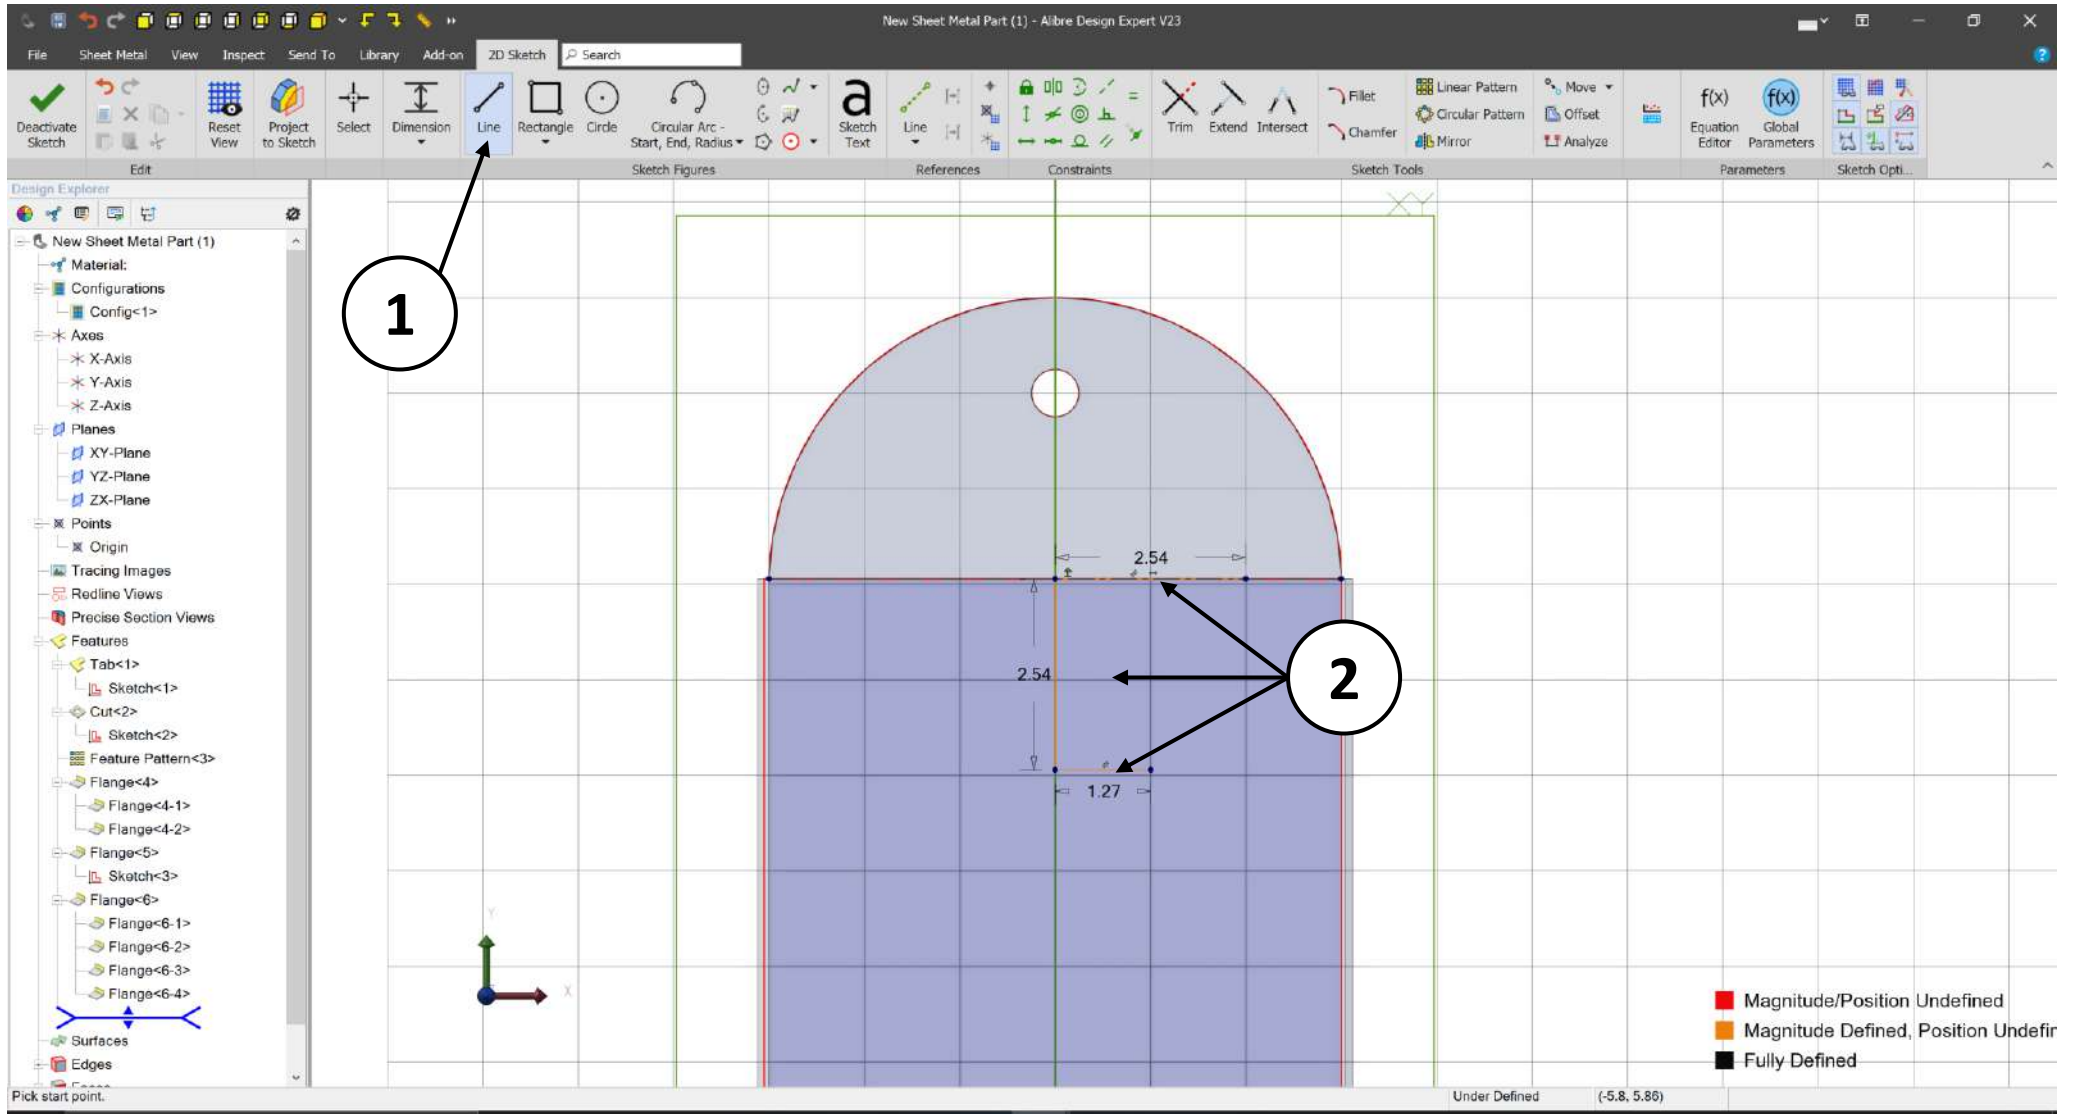 New Sheet Metal Part (1) - Alibre Design Expert V23
File Sheet Metal View Inspect Send To Library Add-on 2D Sketch Search
Deactivate Sketch
Reset View
Project to Sketch
Select
Dimension
Line
Rectangle
Circle
Circular Arc - Start, End, Radius
a
Sketch Text
Line
Trim
Extend
Intersect
Fillet
Chamfer
Linear Pattern
Circular Pattern
Mirror
Move
Offset
Analyze
f(x)
Equation Editor
f(x)
Global Parameters
Edit Sketch Figures References Constraints Sketch Tools Parameters Sketch Opti...
Design Explorer
New Sheet Metal Part (1)
Material:
Configurations
Config<1>
Axes
X-Axis
Y-Axis
Z-Axis
Planes
XY-Plane
YZ-Plane
ZX-Plane
Points
Origin
Tracing Images
Redline Views
Precise Section Views
Features
Tab<1>
Sketch<1>
Cut<2>
Sketch<2>
Feature Pattern<3>
Flange<4>
Flange<4-1>
Flange<4-2>
Flange<5>
Sketch<3>
Flange<6>
Flange<6-1>
Flange<6-2>
Flange<6-3>
Flange<6-4>
Surfaces
Edges
1
XY
2.54
2.54
2
1.27
Y
X
Magnitude/Position Undefined
Magnitude Defined, Position Undefin
Fully Defined
Pick start point.
Under Defined
(-5.8, 5.86)